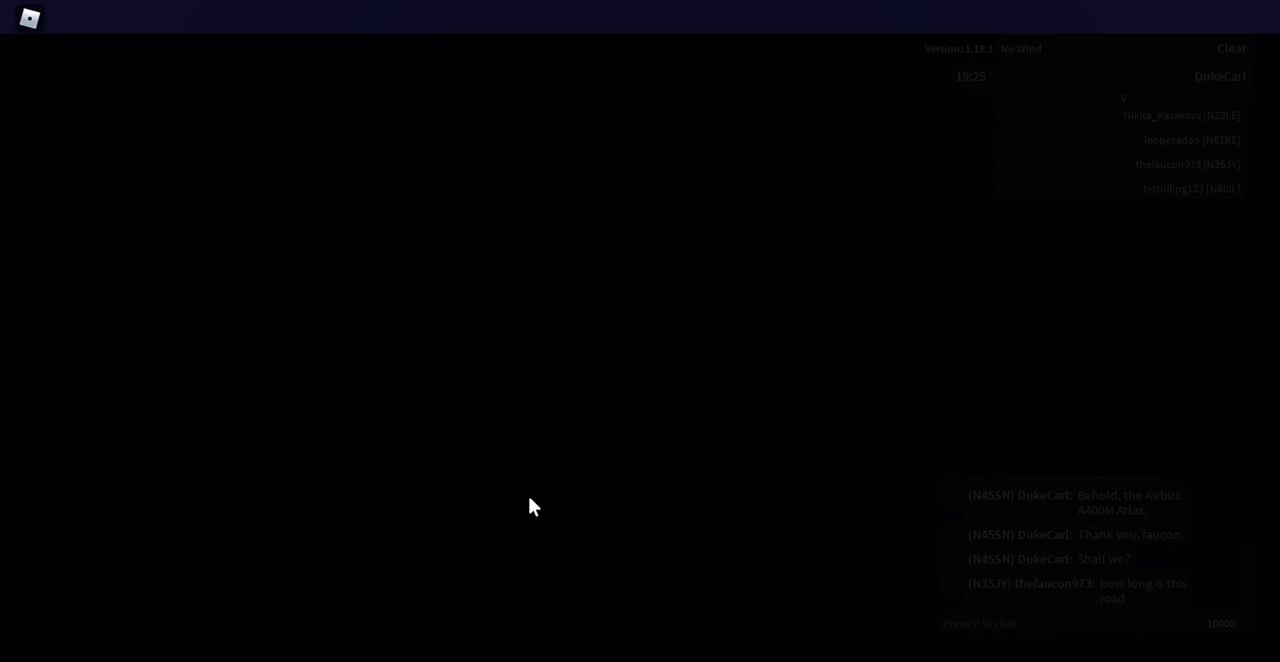 Version: 1.18.1 No Wind Clear
19:25 DukeCarl
V
Nikita_Kazakovs [N22LE]
leopesadao [N81KE]
thefaucon973 [N35JY]
tytrolling123 [N80IL]
(N45SN) DukeCarl: Behold, the Airbus
A400M Atlas.
(N45SN) DukeCarl: Thank you, faucon.
(N45SN) DukeCarl: Shall we?
(N35JY) thefaucon973: how long is this
road
Press '/' to chat 10000